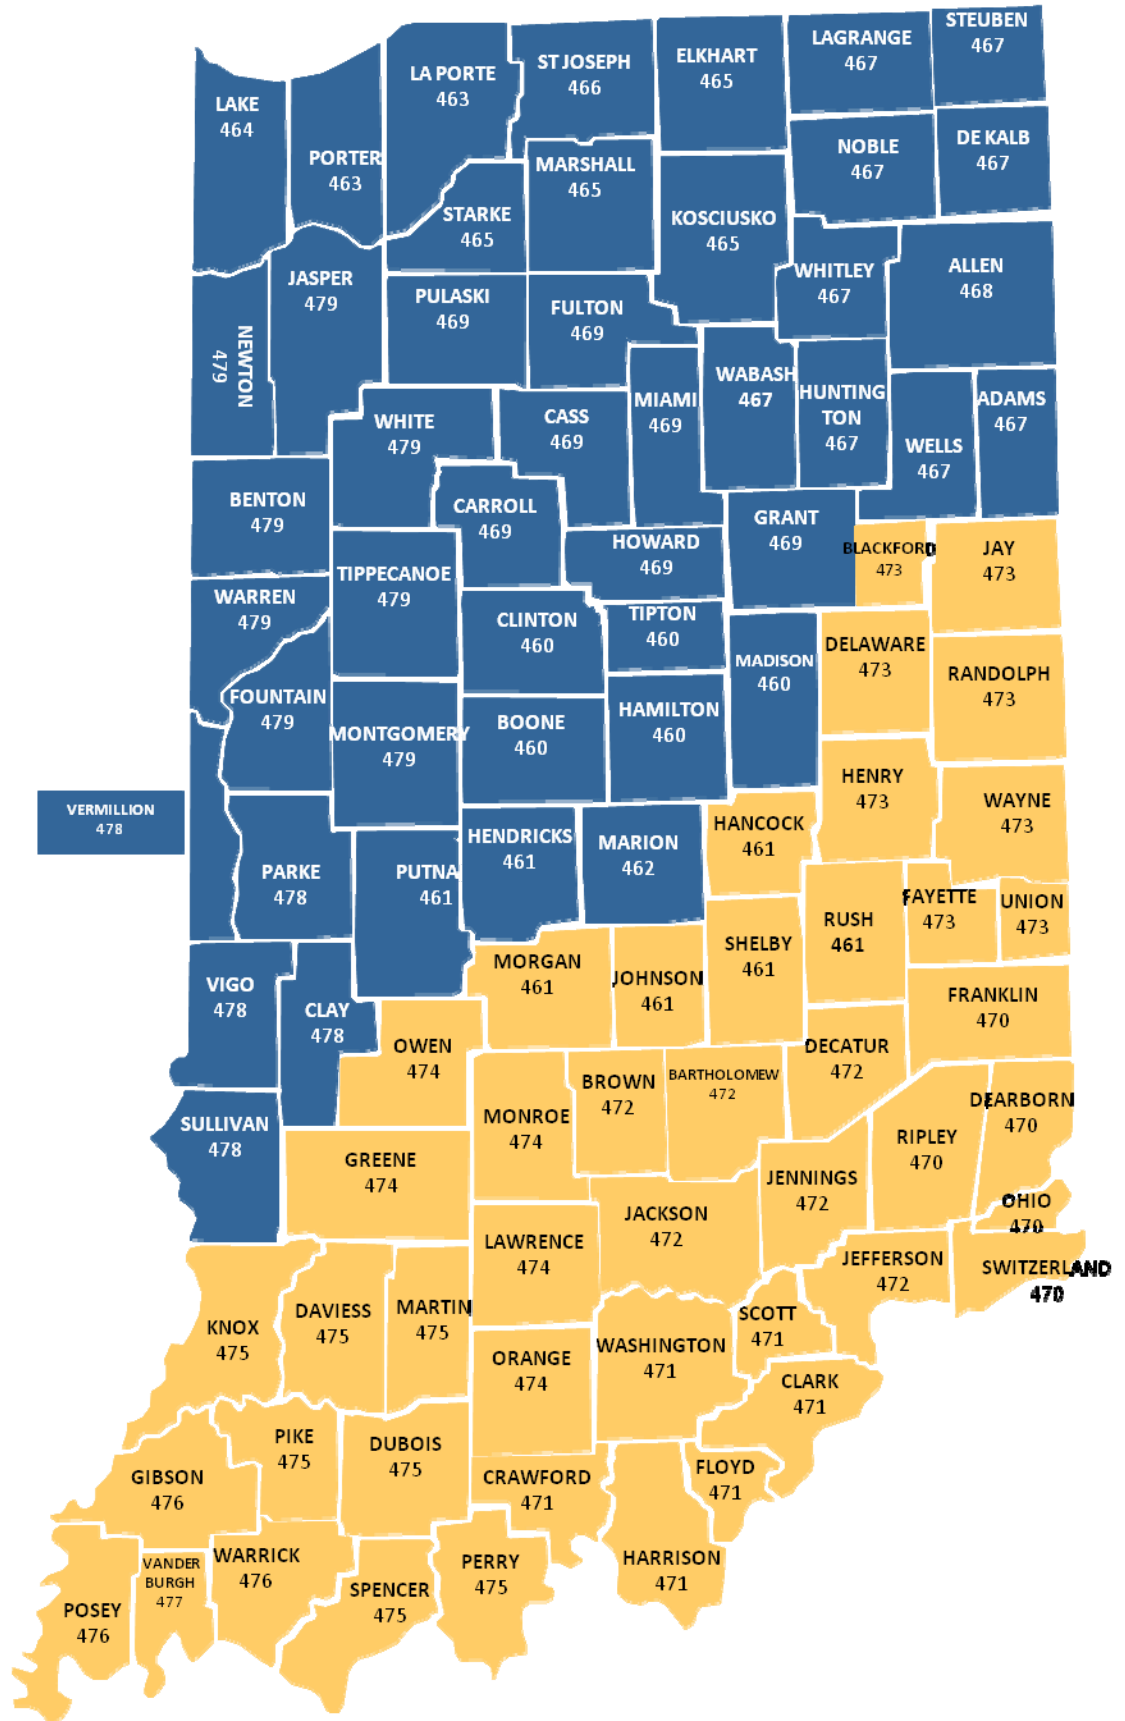 STEUBEN
467
LAGRANGE
467
ELKHART
465
ST JOSEPH
466
LA PORTE
463
LAKE
464
PORTER
463
DE KALB
467
NOBLE
467
MARSHALL
465
STARKE
465
KOSCIUSKO
465
WHITLEY
467
ALLEN
468
JASPER
479
PULASKI
469
FULTON
469
NEWTON
479
WABASH
467
HUNTING
TON
467
MIAMI
469
ADAMS
467
WELLS
467
WHITE
479
CASS
469
BENTON
479
CARROLL
469
GRANT
469
HOWARD
469
BLACKFORD
473
JAY
473
TIPPECANOE
479
WARREN
479
CLINTON
460
TIPTON
460
MADISON
460
DELAWARE
473
RANDOLPH
473
FOUNTAIN
479
MONTGOMERY
479
BOONE
460
HAMILTON
460
HENRY
473
WAYNE
473
VERMILLION
478
HENDRICKS
461
MARION
462
HANCOCK
461
PARKE
478
PUTNA
461
RUSH
461
FAYETTE
473
UNION
473
SHELBY
461
MORGAN
461
JOHNSON
461
VIGO
478
CLAY
478
FRANKLIN
470
OWEN
474
DECATUR
472
BROWN
472
BARTHOLOMEW
472
DEARBORN
470
MONROE
474
SULLIVAN
478
RIPLEY
470
GREENE
474
JENNINGS
472
OHIO
470
JACKSON
472
LAWRENCE
474
JEFFERSON
472
SWITZERLAND
470
KNOX
475
DAVIESS
475
MARTIN
475
SCOTT
471
WASHINGTON
471
ORANGE
474
CLARK
471
PIKE
475
DUBOIS
475
GIBSON
476
CRAWFORD
471
FLOYD
471
VANDER
BURGH
477
WARRICK
476
PERRY
475
HARRISON
471
SPENCER
475
POSEY
476